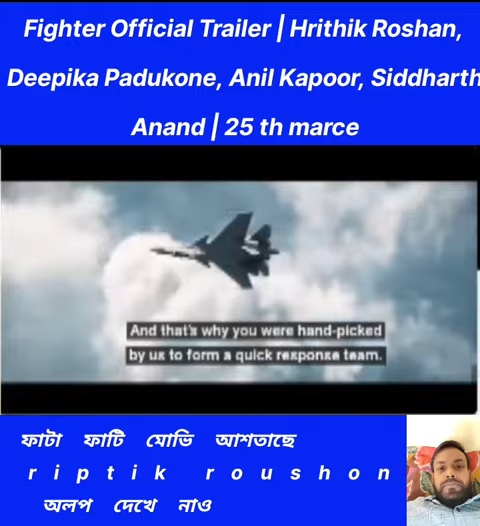 Fighter Official Trailer | Hrithik Roshan,
Deepika Padukone, Anil Kapoor, Siddharth
Anand | 25 th marce
And that's why you were hand-picked
by us to form a quick response team.
ফাটা ফাটি মোভি আশতাছে
r i p t i k r o u s h o n
অলপ দেখে নাও